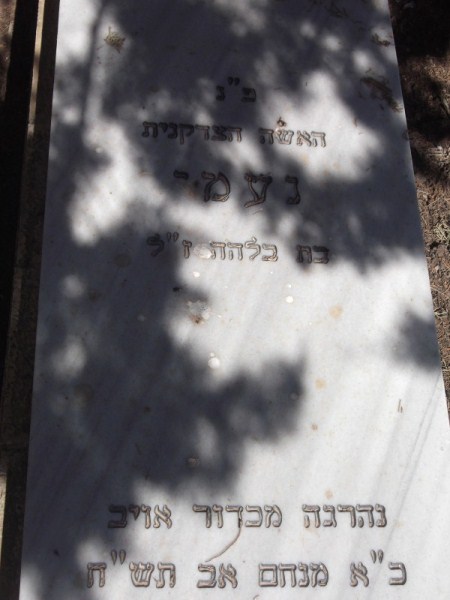 פ"נ
האשה הצדקנית
נעמי
בת בלהה ז"ל
נהרגה מכדור אויב
כ"א מנחם אב תש"ח